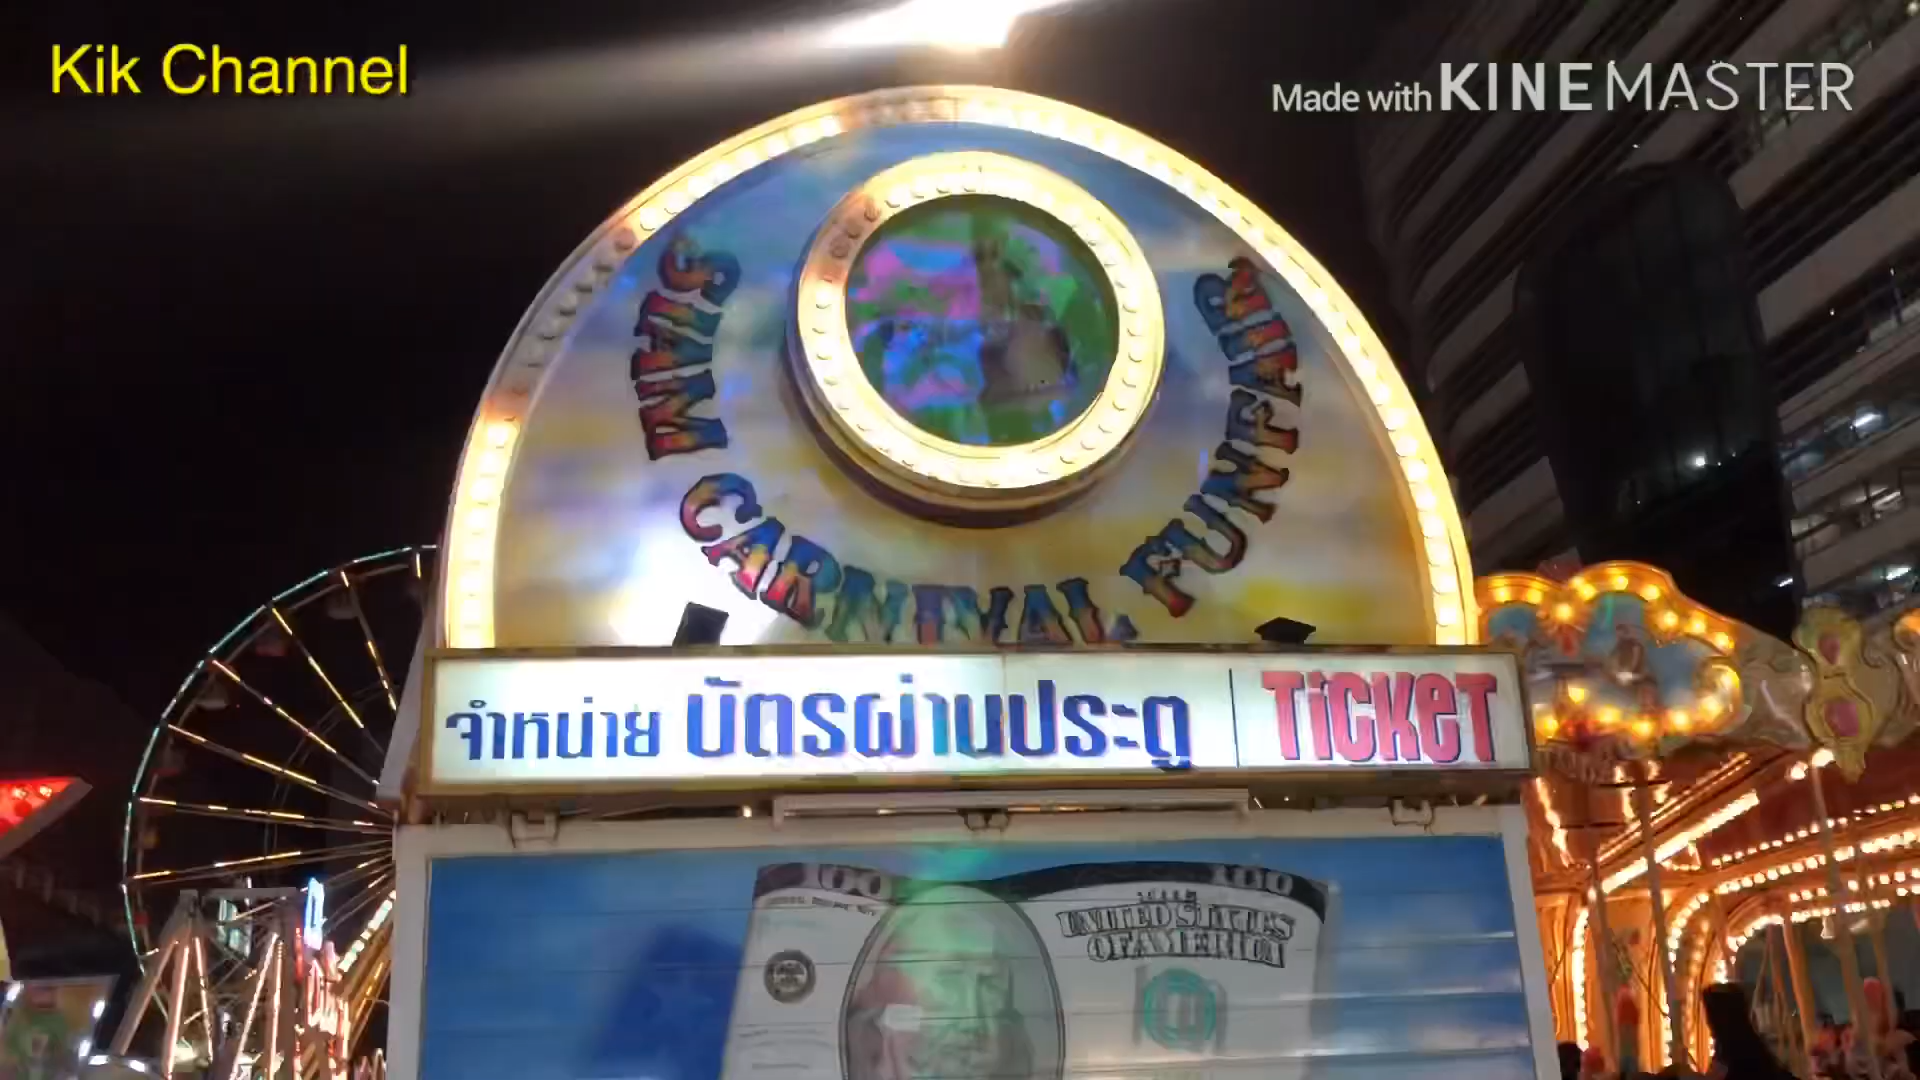 Kik Channel
Made with KINEMASTER
SIAM CARNIVAL FUNFAIR
จำหน่าย บัตรผ่านประตู | TiCKeT
100 100
THE
UNITED STATES
OF AMERICA